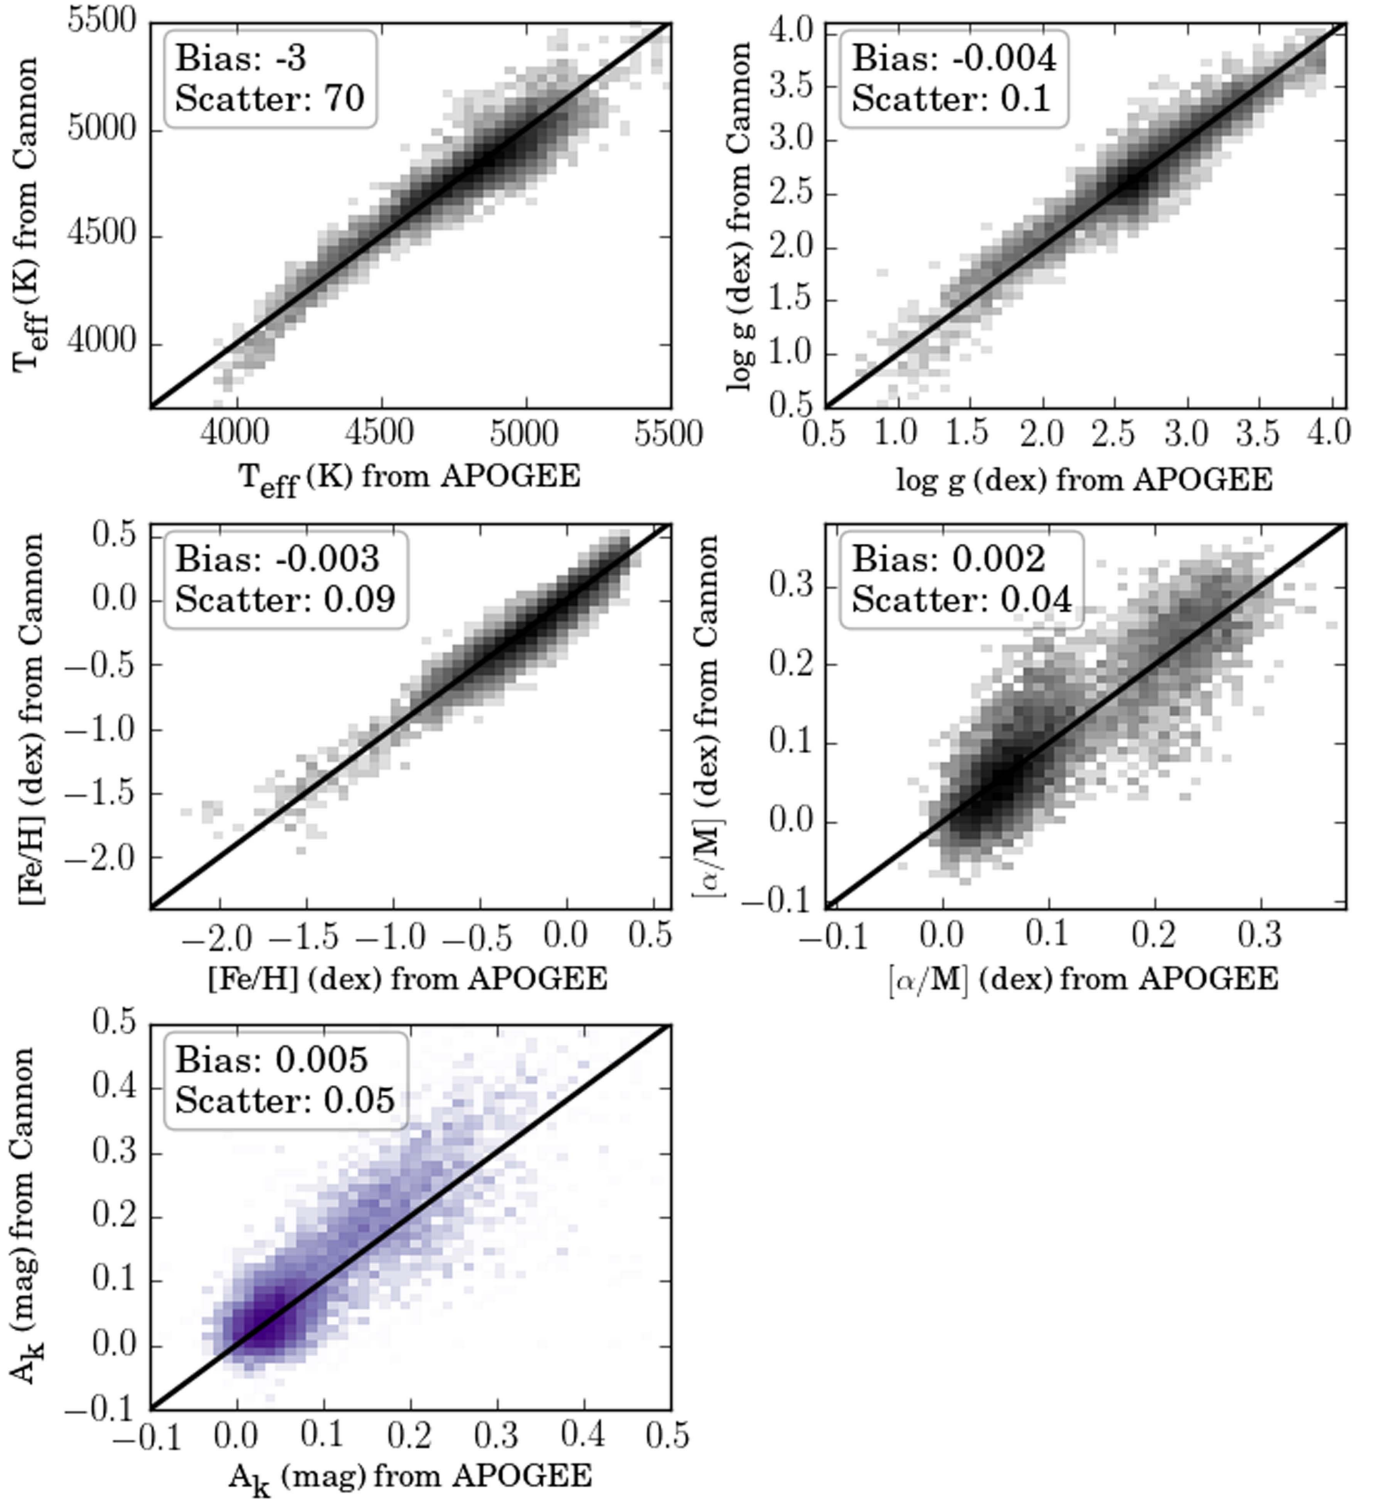 Bias: -3
Scatter: 70
5500
5000
4500
4000
T_eff (K) from Cannon
4000 4500 5000 5500
T_eff (K) from APOGEE
Bias: -0.004
Scatter: 0.1
4.0
3.5
3.0
2.5
2.0
1.5
1.0
0.5
log g (dex) from Cannon
0.5 1.0 1.5 2.0 2.5 3.0 3.5 4.0
log g (dex) from APOGEE
Bias: -0.003
Scatter: 0.09
0.5
0.0
−0.5
−1.0
−1.5
−2.0
[Fe/H] (dex) from Cannon
−2.0 −1.5 −1.0 −0.5 0.0 0.5
[Fe/H] (dex) from APOGEE
Bias: 0.002
Scatter: 0.04
0.3
0.2
0.1
0.0
−0.1
[α/M] (dex) from Cannon
−0.1 0.0 0.1 0.2 0.3
[α/M] (dex) from APOGEE
Bias: 0.005
Scatter: 0.05
0.5
0.4
0.3
0.2
0.1
0.0
−0.1
A_k (mag) from Cannon
−0.1 0.0 0.1 0.2 0.3 0.4 0.5
A_k (mag) from APOGEE